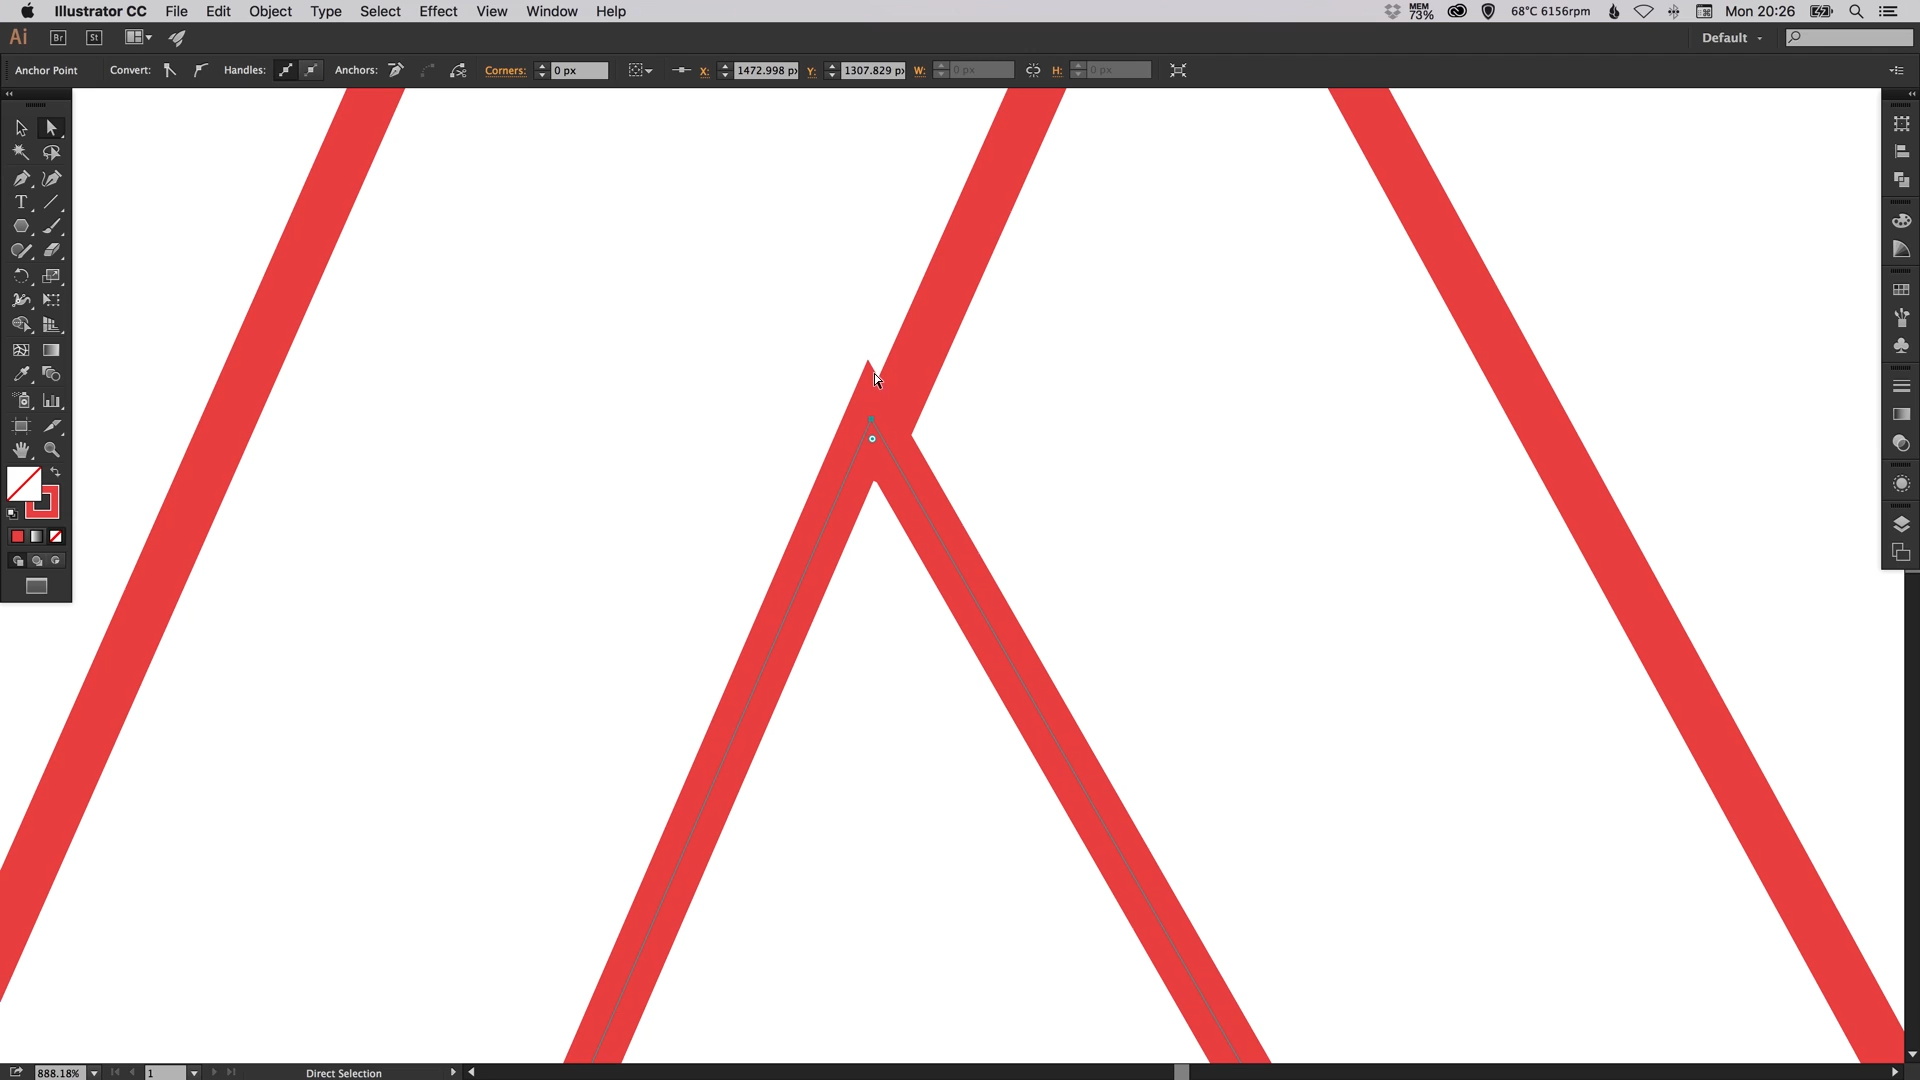 Illustrator CC File Edit Object Type Select Effect View Window Help MEM 73% 68°C 6156rpm Mon 20:26
Ai Br St Default
Anchor Point Convert: Handles: Anchors: Corners: 0 px X: 1472.998 px Y: 1307.829 px W: 0 px H: 0 px
T
888.18% 1 Direct Selection